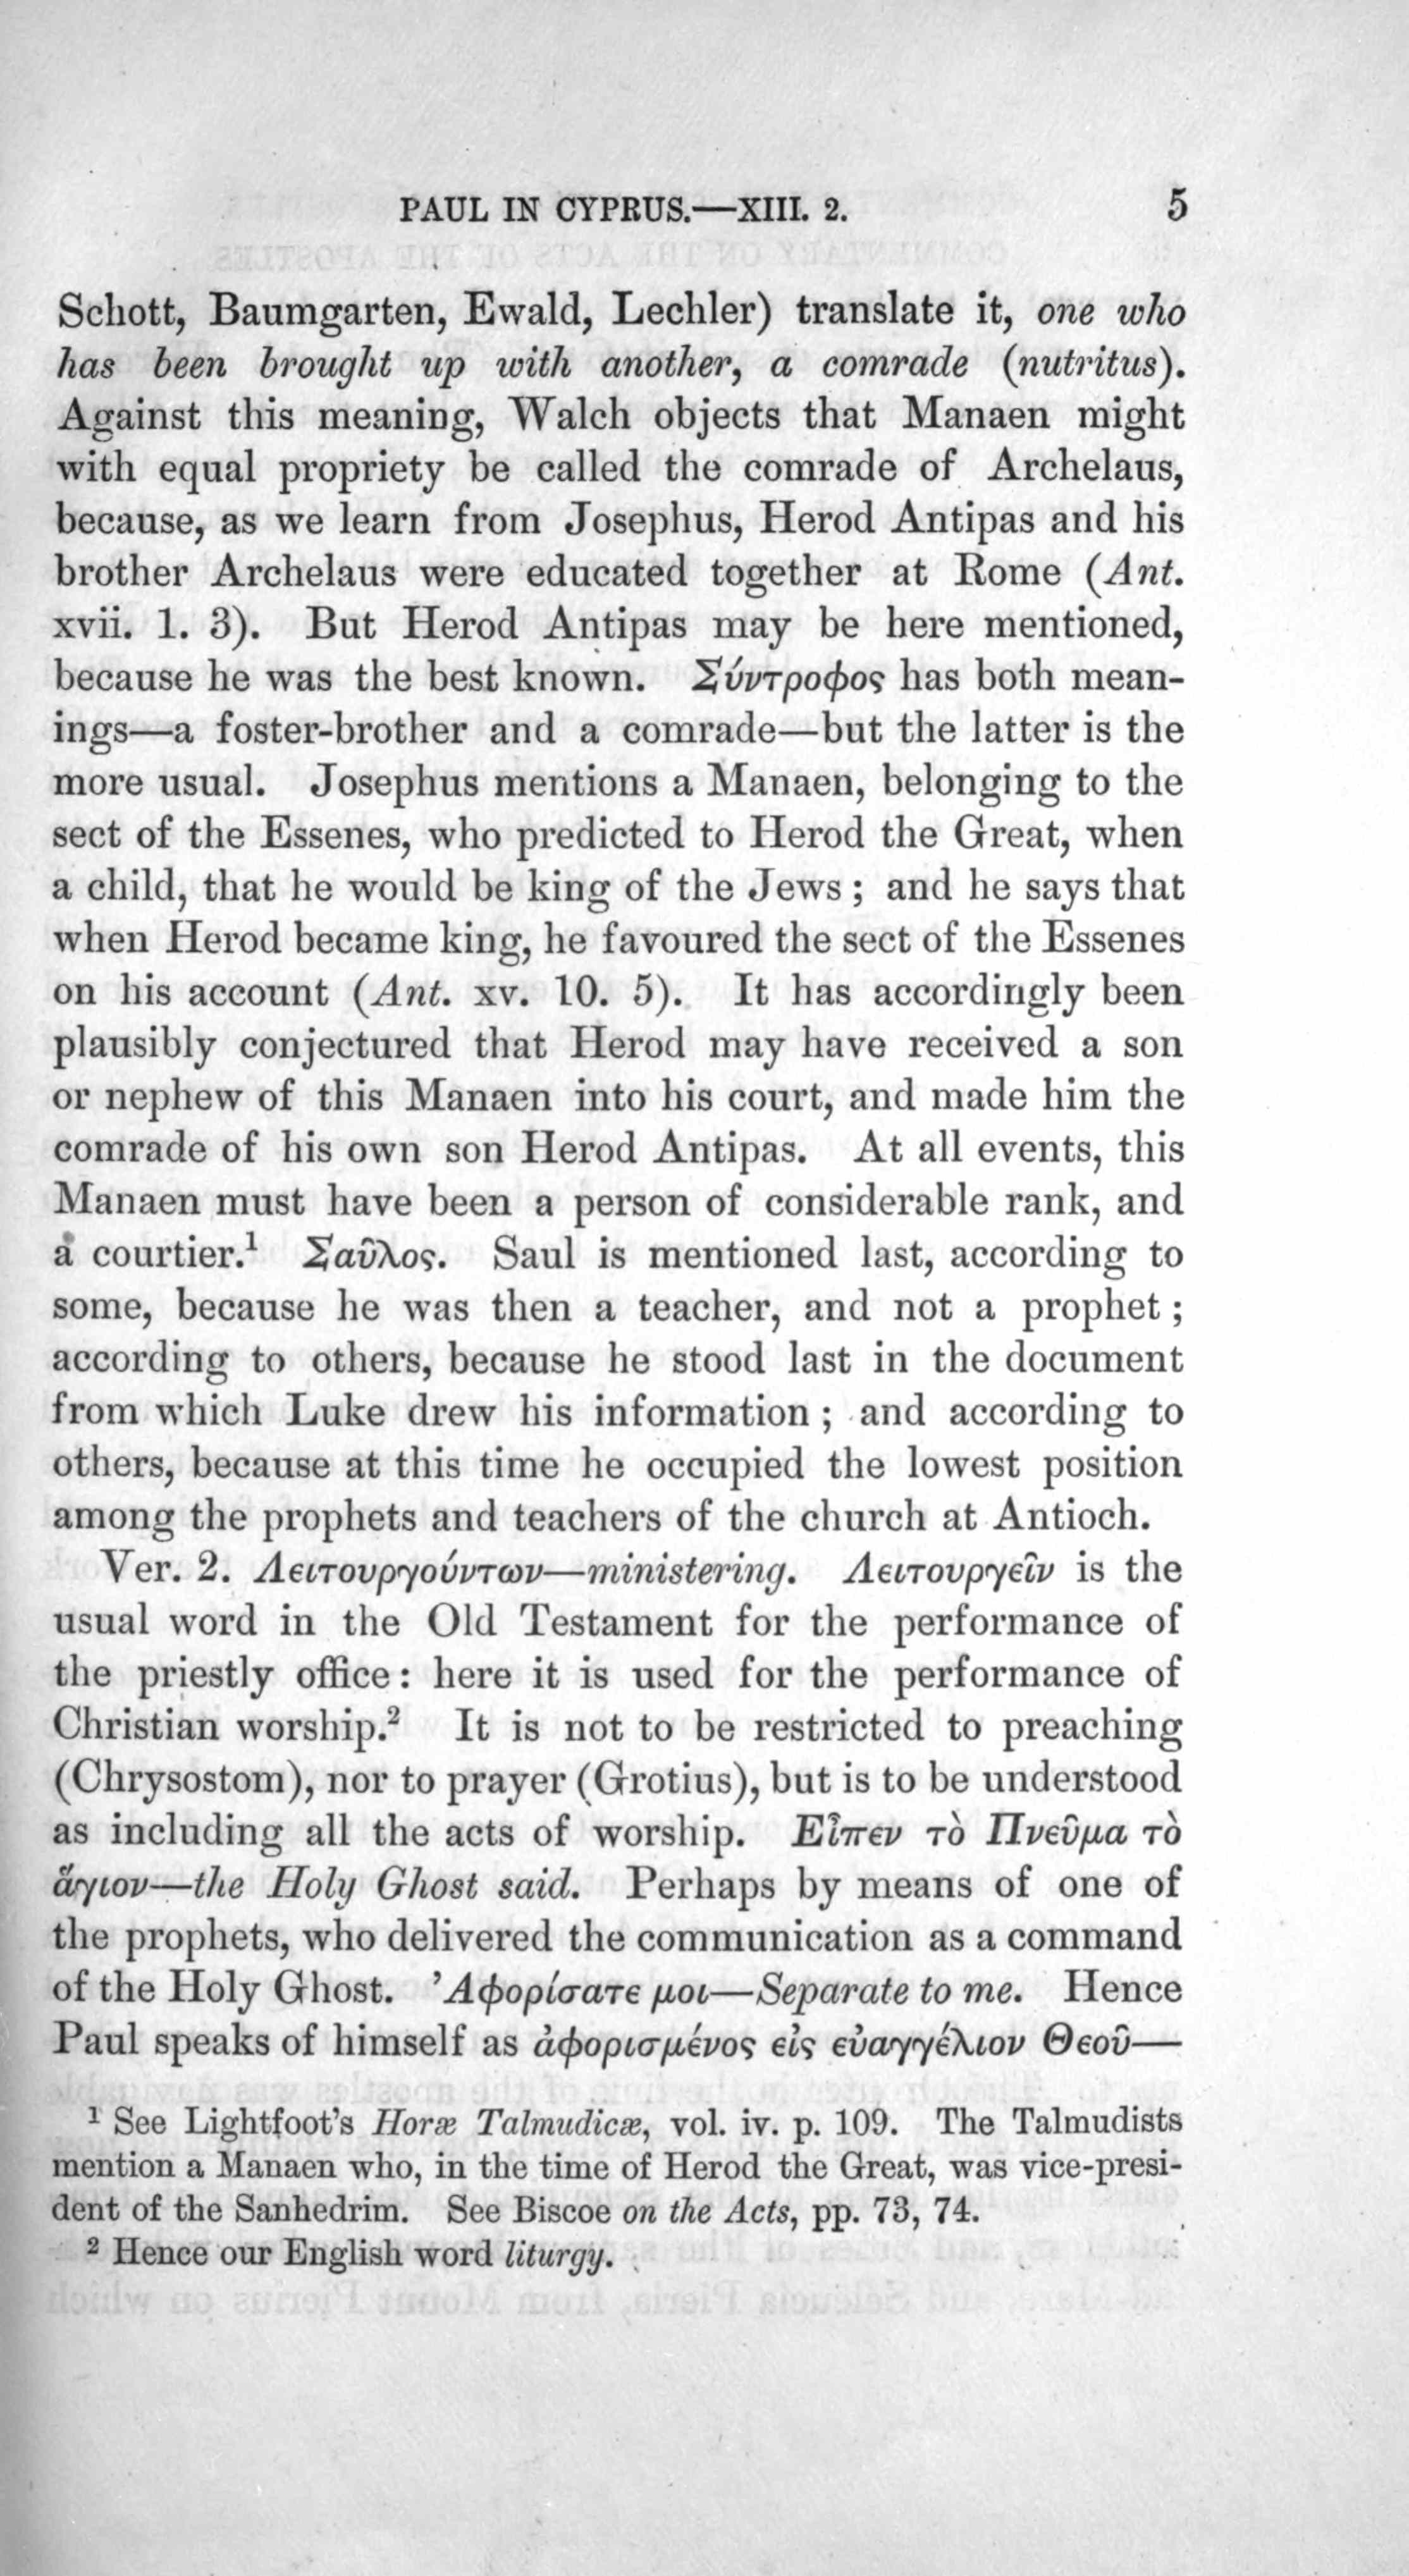 PAUL IN CYPRUS.—XIII. 2. 5
Schott, Baumgarten, Ewald, Lechler) translate it, one who
has been brought up with another, a comrade (nutritus).
Against this meaning, Walch objects that Manaen might
with equal propriety be called the comrade of Archelaus,
because, as we learn from Josephus, Herod Antipas and his
brother Archelaus were educated together at Rome (Ant.
xvii. 1. 3). But Herod Antipas may be here mentioned,
because he was the best known. Σύντροφος has both mean-
ings—a foster-brother and a comrade—but the latter is the
more usual. Josephus mentions a Manaen, belonging to the
sect of the Essenes, who predicted to Herod the Great, when
a child, that he would be king of the Jews; and he says that
when Herod became king, he favoured the sect of the Essenes
on his account (Ant. xv. 10. 5). It has accordingly been
plausibly conjectured that Herod may have received a son
or nephew of this Manaen into his court, and made him the
comrade of his own son Herod Antipas. At all events, this
Manaen must have been a person of considerable rank, and
a courtier.¹ Σαῦλος. Saul is mentioned last, according to
some, because he was then a teacher, and not a prophet;
according to others, because he stood last in the document
from which Luke drew his information; and according to
others, because at this time he occupied the lowest position
among the prophets and teachers of the church at Antioch.
Ver. 2. Λειτουργούντων—ministering. Λειτουργεῖν is the
usual word in the Old Testament for the performance of
the priestly office: here it is used for the performance of
Christian worship.² It is not to be restricted to preaching
(Chrysostom), nor to prayer (Grotius), but is to be understood
as including all the acts of worship. Εἶπεν τὸ Πνεῦμα τὸ
ἅγιον—the Holy Ghost said. Perhaps by means of one of
the prophets, who delivered the communication as a command
of the Holy Ghost. Ἀφορίσατε μοι—Separate to me. Hence
Paul speaks of himself as ἀφορισμένος εἰς εὐαγγέλιον Θεοῦ—
¹ See Lightfoot's Horæ Talmudicæ, vol. iv. p. 109. The Talmudists
mention a Manaen who, in the time of Herod the Great, was vice-presi-
dent of the Sanhedrim. See Biscoe on the Acts, pp. 73, 74.
² Hence our English word liturgy.